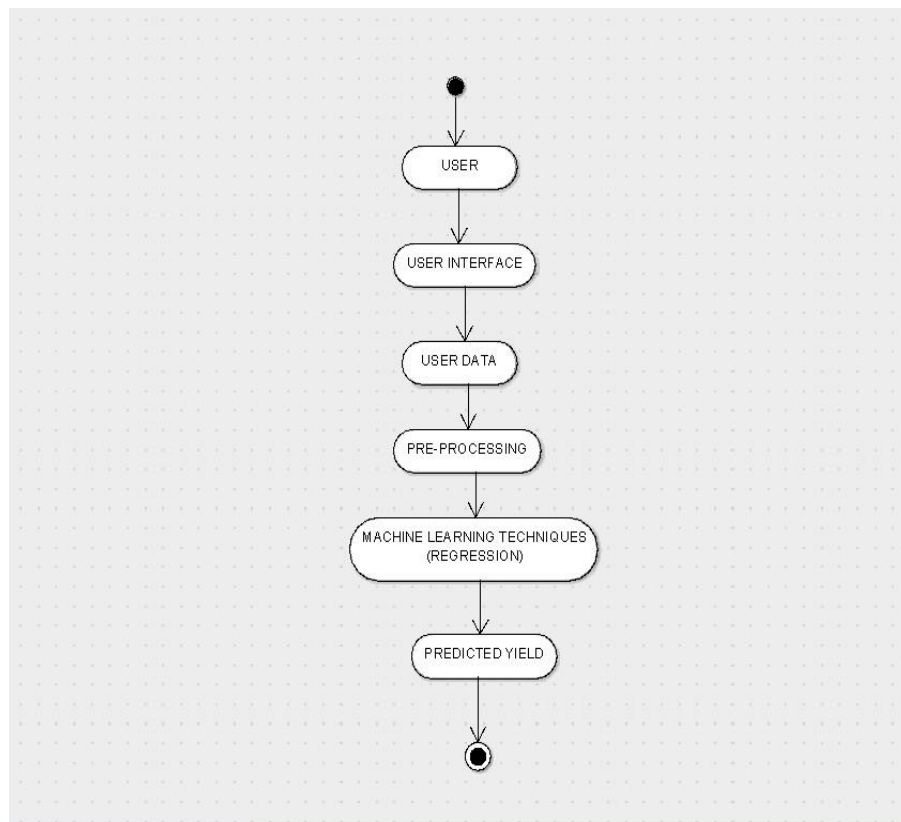 USER
USER INTERFACE
USER DATA
PRE-PROCESSING
MACHINE LEARNING TECHNIQUES
(REGRESSION)
PREDICTED YIELD